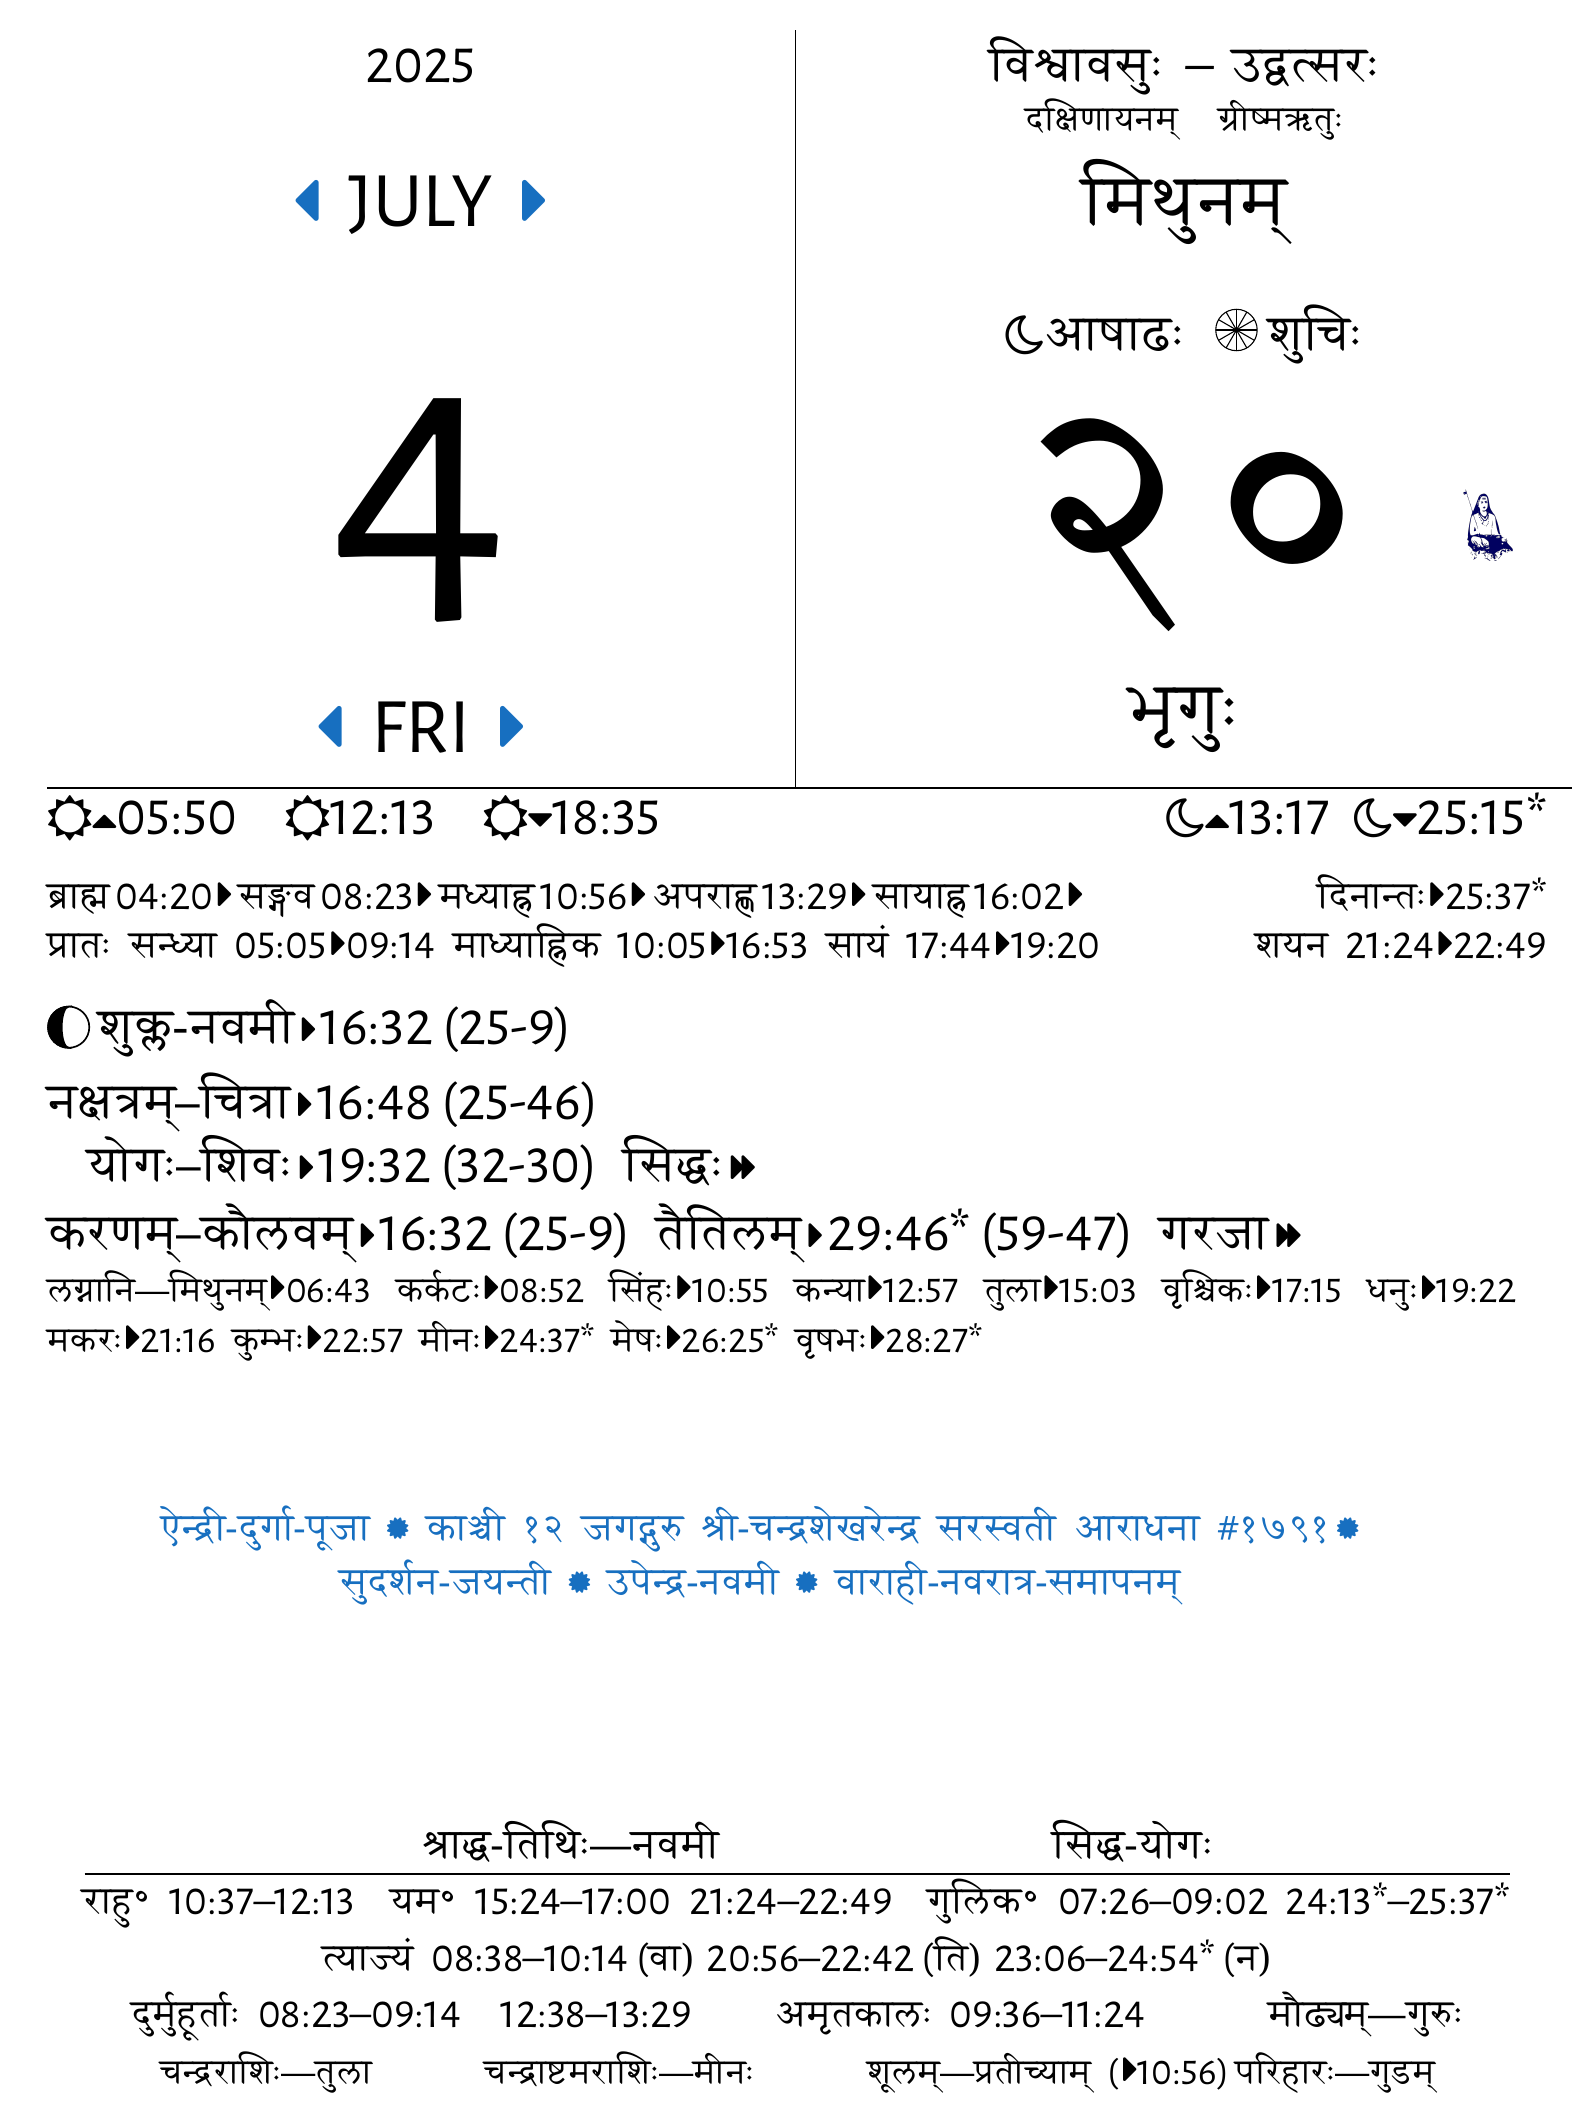 2025
JULY
4
FRI
विश्वावसुः – उद्वत्सरः
दक्षिणायनम् ग्रीष्मऋतुः
मिथुनम्
आषाढः शुचिः
२०
भृगुः
05:50 12:13 18:35 13:17 25:15*
ब्राह्म 04:20 सङ्गव 08:23 मध्याह्न 10:56 अपराह्ण 13:29 सायाह्न 16:02 दिनान्तः 25:37*
प्रातः सन्ध्या 05:05 09:14 माध्याह्निक 10:05 16:53 सायं 17:44 19:20 शयन 21:24 22:49
शुक्ल-नवमी 16:32 (25-9)
नक्षत्रम्–चित्रा 16:48 (25-46)
योगः–शिवः 19:32 (32-30) सिद्धः
करणम्–कौलवम् 16:32 (25-9) तैतिलम् 29:46* (59-47) गरजा
लग्नानि—मिथुनम् 06:43 कर्कटः 08:52 सिंहः 10:55 कन्या 12:57 तुला 15:03 वृश्चिकः 17:15 धनुः 19:22
मकरः 21:16 कुम्भः 22:57 मीनः 24:37* मेषः 26:25* वृषभः 28:27*
ऐन्द्री-दुर्गा-पूजा ✹ काञ्ची १२ जगद्गुरु श्री-चन्द्रशेखरेन्द्र सरस्वती आराधना #१७९१ ✹
सुदर्शन-जयन्ती ✹ उपेन्द्र-नवमी ✹ वाराही-नवरात्र-समापनम्
श्राद्ध-तिथिः—नवमी सिद्ध-योगः
राहु॰ 10:37–12:13 यम॰ 15:24–17:00 21:24–22:49 गुलिक॰ 07:26–09:02 24:13*–25:37*
त्याज्यं 08:38–10:14 (वा) 20:56–22:42 (ति) 23:06–24:54* (न)
दुर्मुहूर्ताः 08:23–09:14 12:38–13:29 अमृतकालः 09:36–11:24 मौढ्यम्—गुरुः
चन्द्रराशिः—तुला चन्द्राष्टमराशिः—मीनः शूलम्—प्रतीच्याम् (10:56) परिहारः—गुडम्